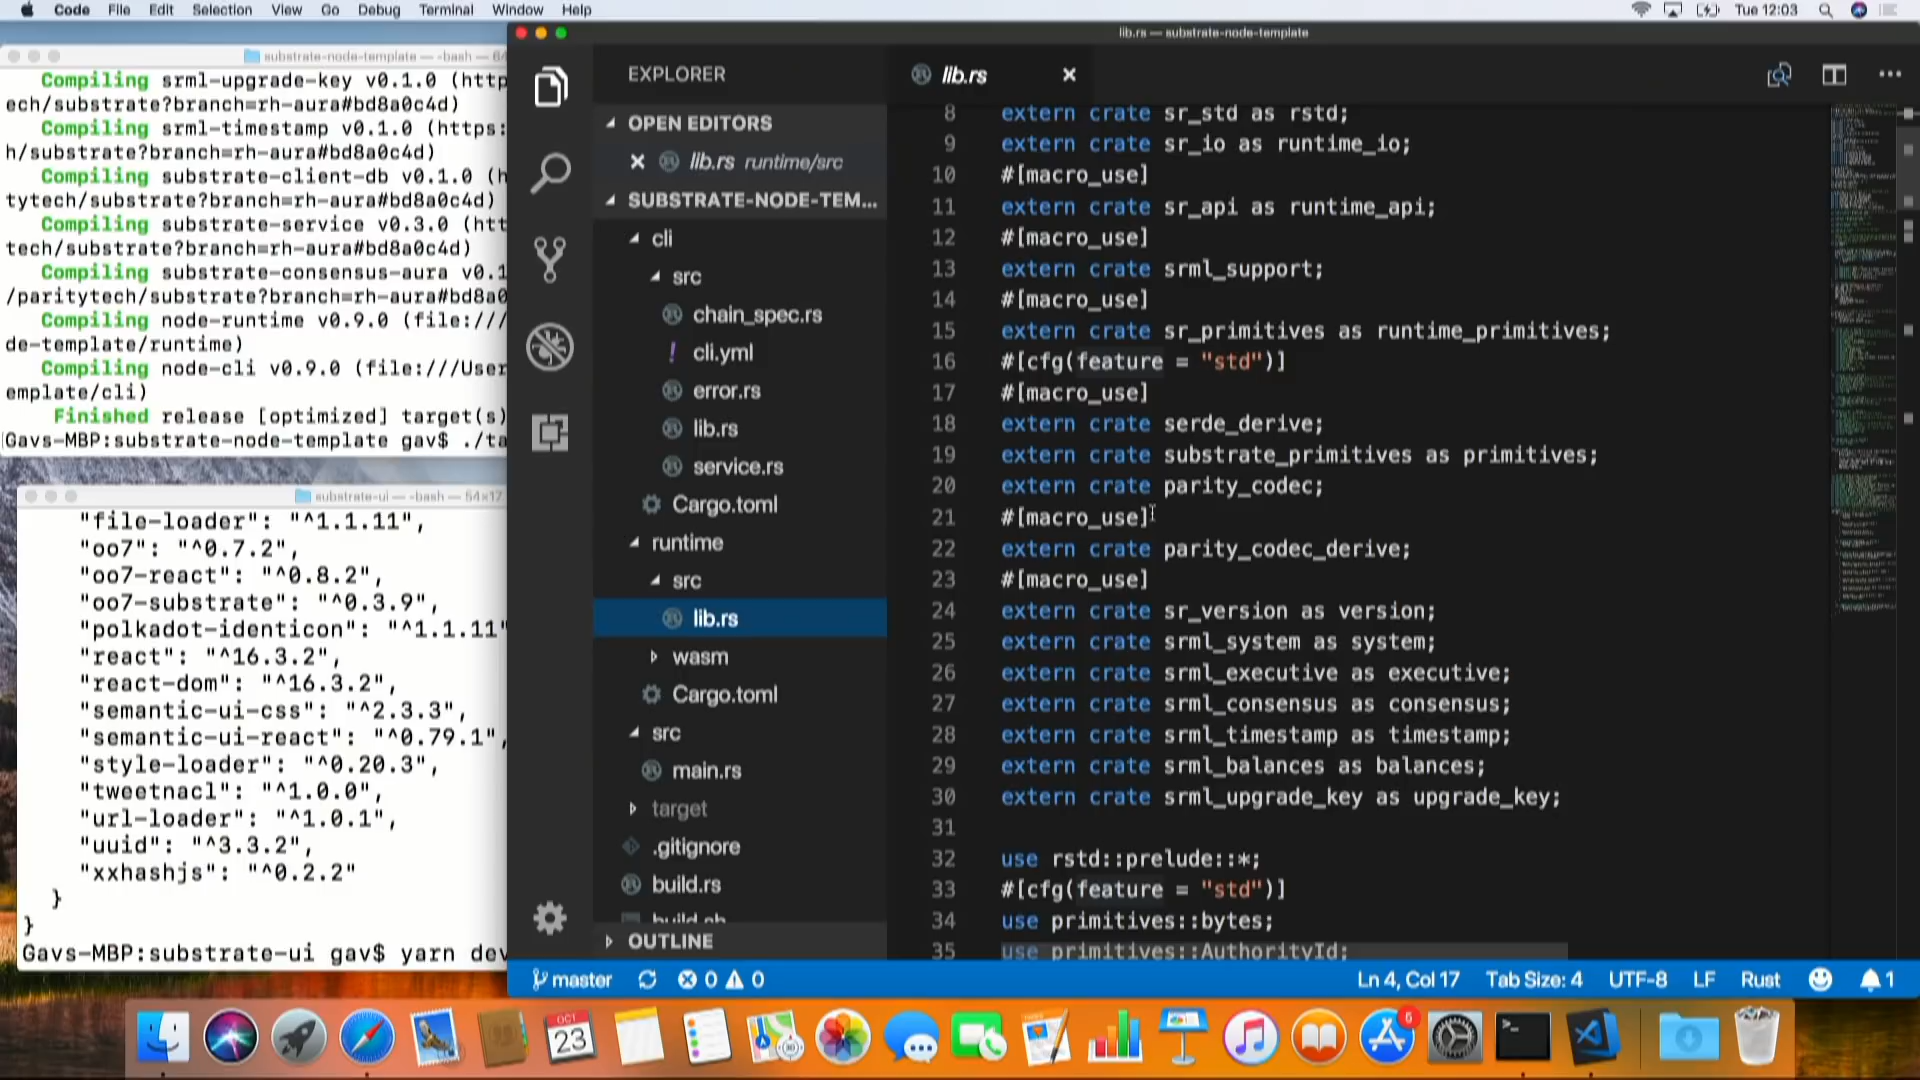 Code File Edit Selection View Go Debug Terminal Window Help
Tue 12:03
substrate-node-template — -bash — 64
Compiling srml-upgrade-key v0.1.0 (http
ech/substrate?branch=rh-aura#bd8a0c4d)
Compiling srml-timestamp v0.1.0 (https:
h/substrate?branch=rh-aura#bd8a0c4d)
Compiling substrate-client-db v0.1.0 (h
tytech/substrate?branch=rh-aura#bd8a0c4d)
Compiling substrate-service v0.3.0 (htt
tech/substrate?branch=rh-aura#bd8a0c4d)
Compiling substrate-consensus-aura v0.1
/paritytech/substrate?branch=rh-aura#bd8a0
Compiling node-runtime v0.9.0 (file:///
de-template/runtime)
Compiling node-cli v0.9.0 (file:///User
emplate/cli)
Finished release [optimized] target(s)
Gavs-MBP:substrate-node-template gav$ ./ta
substrate-ui — -bash — 54×17
"file-loader": "^1.1.11",
"oo7": "^0.7.2",
"oo7-react": "^0.8.2",
"oo7-substrate": "^0.3.9",
"polkadot-identicon": "^1.1.11"
"react": "^16.3.2",
"react-dom": "^16.3.2",
"semantic-ui-css": "^2.3.3",
"semantic-ui-react": "^0.79.1",
"style-loader": "^0.20.3",
"tweetnacl": "^1.0.0",
"url-loader": "^1.0.1",
"uuid": "^3.3.2",
"xxhashjs": "^0.2.2"
}
}
Gavs-MBP:substrate-ui gav$ yarn dev
lib.rs — substrate-node-template
EXPLORER
OPEN EDITORS
lib.rs runtime/src
SUBSTRATE-NODE-TEM...
cli
src
chain_spec.rs
! cli.yml
error.rs
lib.rs
service.rs
Cargo.toml
runtime
src
lib.rs
wasm
Cargo.toml
src
main.rs
target
.gitignore
build.rs
build.sh
OUTLINE
lib.rs
8 extern crate sr_std as rstd;
9 extern crate sr_io as runtime_io;
10 #[macro_use]
11 extern crate sr_api as runtime_api;
12 #[macro_use]
13 extern crate srml_support;
14 #[macro_use]
15 extern crate sr_primitives as runtime_primitives;
16 #[cfg(feature = "std")]
17 #[macro_use]
18 extern crate serde_derive;
19 extern crate substrate_primitives as primitives;
20 extern crate parity_codec;
21 #[macro_use]
22 extern crate parity_codec_derive;
23 #[macro_use]
24 extern crate sr_version as version;
25 extern crate srml_system as system;
26 extern crate srml_executive as executive;
27 extern crate srml_consensus as consensus;
28 extern crate srml_timestamp as timestamp;
29 extern crate srml_balances as balances;
30 extern crate srml_upgrade_key as upgrade_key;
31
32 use rstd::prelude::*;
33 #[cfg(feature = "std")]
34 use primitives::bytes;
35 use primitives::AuthorityId;
master 0 0 Ln 4, Col 17 Tab Size: 4 UTF-8 LF Rust 1
OCT
23
6